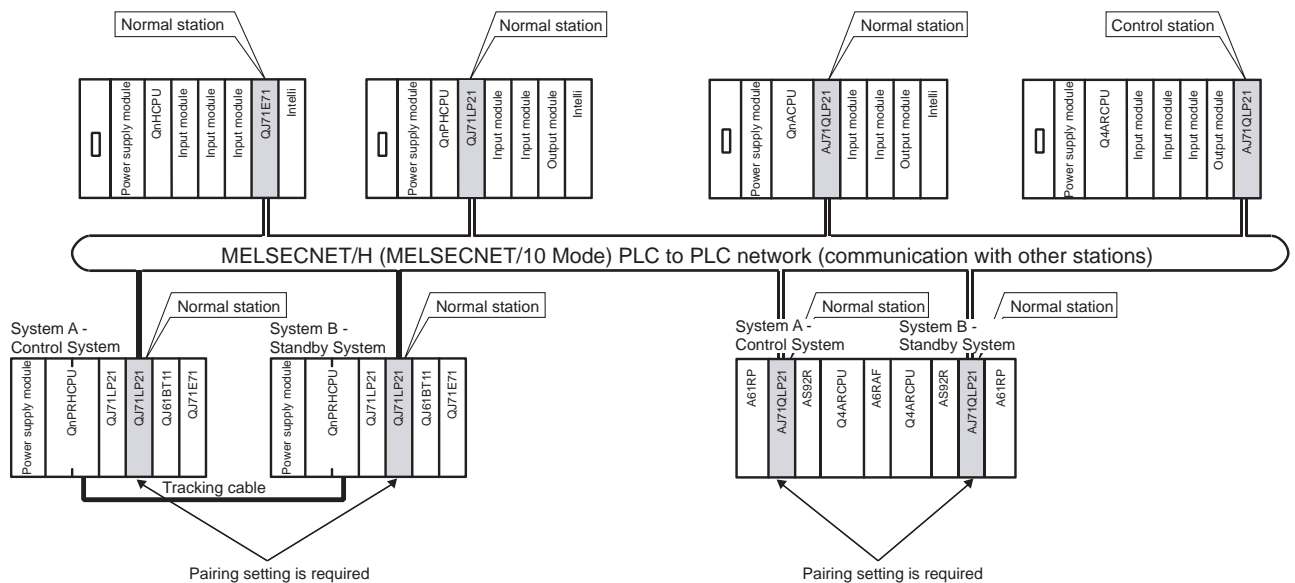 Normal station
Normal station
Normal station
Control station
Power supply module
QnHCPU
Input module
Input module
Input module
QJ71E71
Intelli
Power supply module
QnPHCPU
QJ71LP21
Input module
Input module
Output module
Intelli
Power supply module
QnACPU
AJ71QLP21
Input module
Input module
Output module
Intelli
Power supply module
Q4ARCPU
Input module
Input module
Input module
Output module
AJ71QLP21
MELSECNET/H (MELSECNET/10 Mode) PLC to PLC network (communication with other stations)
Normal station
Normal station
Normal station
Normal station
System A -
Control System
System B -
Standby System
System A -
Control System
System B -
Standby System
Power supply module
QnPRHCPU
QJ71LP21
QJ71LP21
QJ61BT11
QJ71E71
Power supply module
QnPRHCPU
QJ71LP21
QJ71LP21
QJ61BT11
QJ71E71
A61RP
AJ71QLP21
AS92R
Q4ARCPU
A6RAF
Q4ARCPU
AS92R
AJ71QLP21
A61RP
Tracking cable
Pairing setting is required
Pairing setting is required